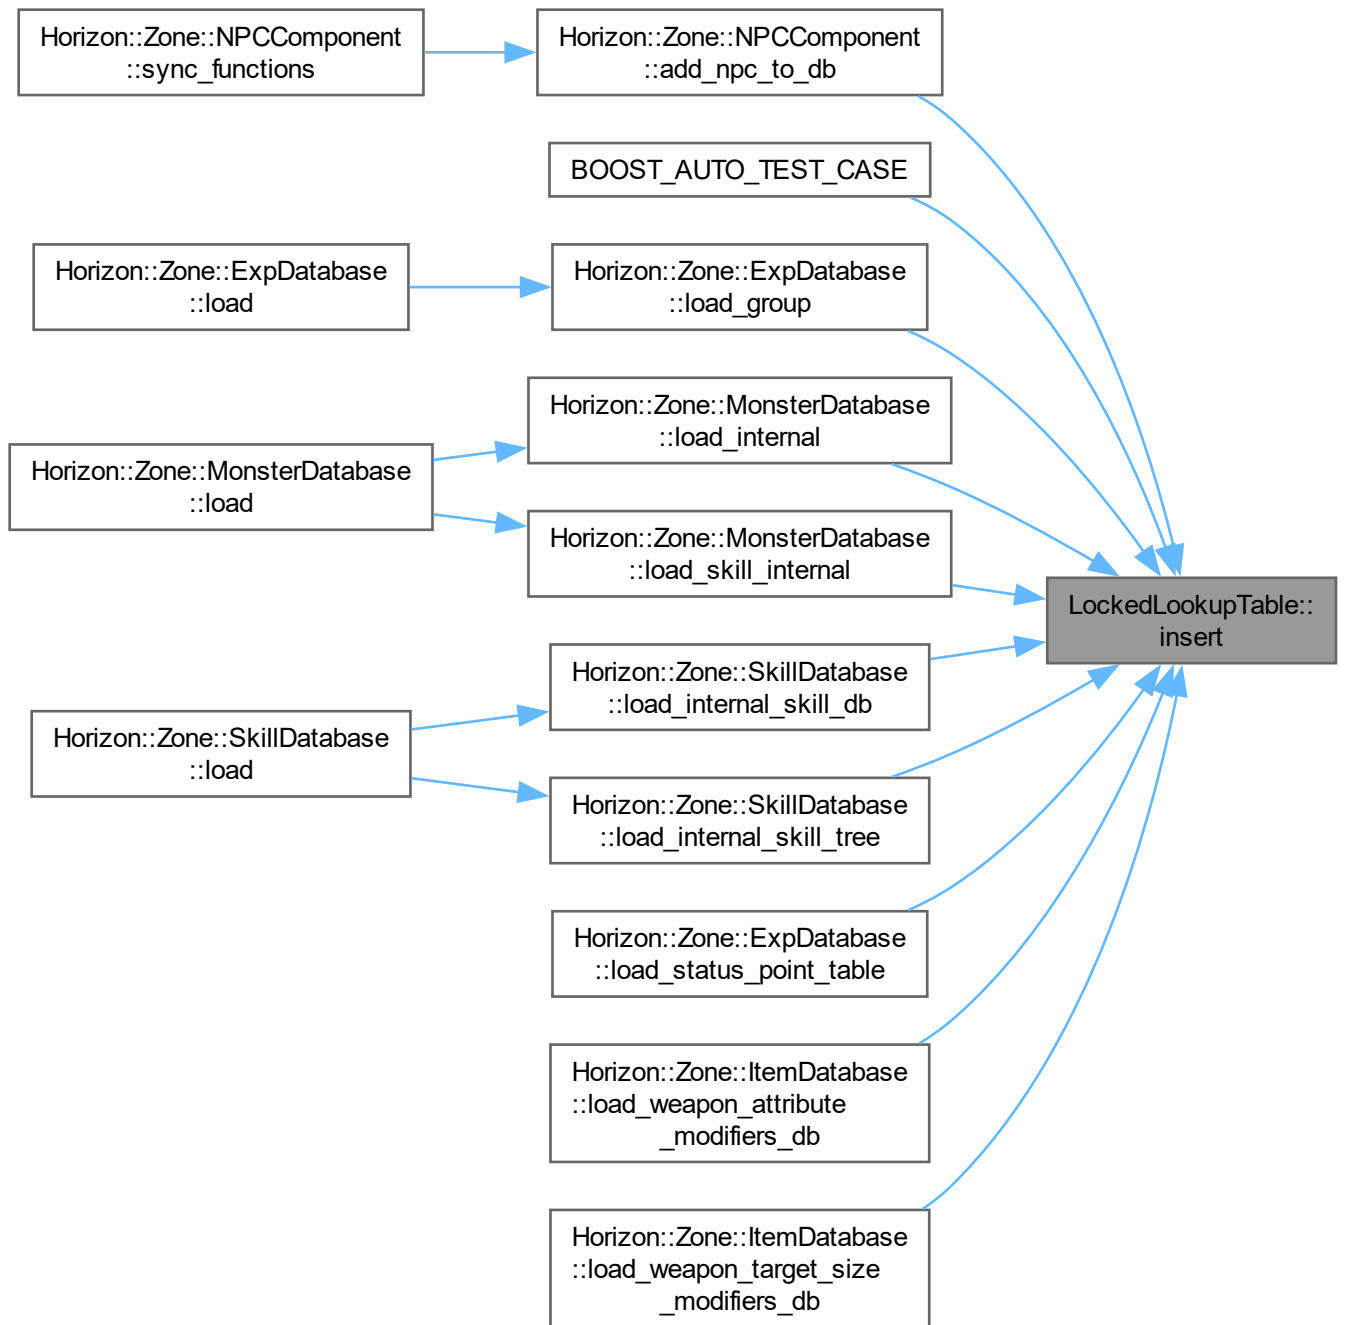 Horizon::Zone::NPCComponent
::sync_functions
Horizon::Zone::NPCComponent
::add_npc_to_db
BOOST_AUTO_TEST_CASE
Horizon::Zone::ExpDatabase
::load
Horizon::Zone::ExpDatabase
::load_group
Horizon::Zone::MonsterDatabase
::load_internal
Horizon::Zone::MonsterDatabase
::load
Horizon::Zone::MonsterDatabase
::load_skill_internal
LockedLookupTable::
insert
Horizon::Zone::SkillDatabase
::load_internal_skill_db
Horizon::Zone::SkillDatabase
::load
Horizon::Zone::SkillDatabase
::load_internal_skill_tree
Horizon::Zone::ExpDatabase
::load_status_point_table
Horizon::Zone::ItemDatabase
::load_weapon_attribute
_modifiers_db
Horizon::Zone::ItemDatabase
::load_weapon_target_size
_modifiers_db